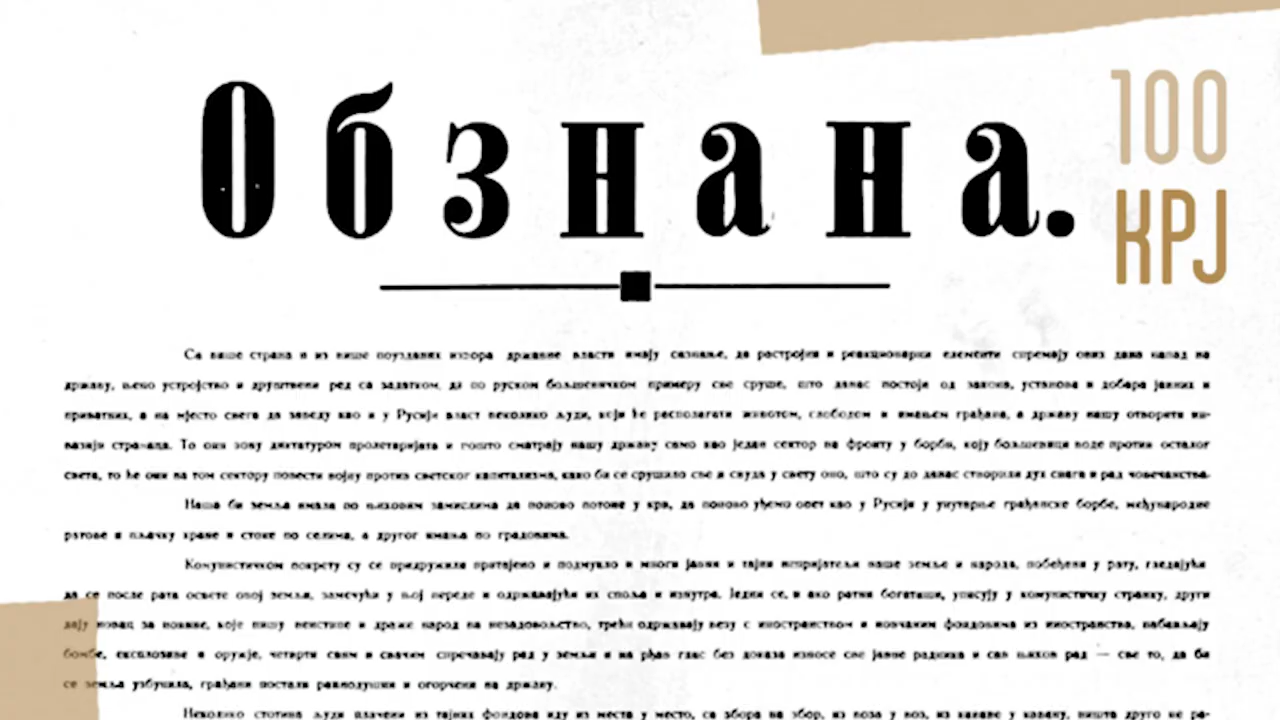 Обзнана.
100
KPJ
Са више страна и из више поузданих извора државне власти имају сазнање, да растројни и реакционарни елементи спремају ових дана напад на
државу, њено устројство и друштвени ред са задатком, да по руском бољшевичком примеру све сруше, што данас постоји од закона, установа и добара јавних и
приватних, а на мјесто свега да заведу као и у Русији власт неколико људи, који ће располагати животом, слободом и имањем грађана, а државу нашу отворити ин-
вазији странаца. То они зову диктатуром пролетаријата и пошто сматрају нашу државу само као један сектор на фронту у борби, коју бољшевици воде против осталог
света, то ће они на том сектору повести војну против светског капитализма, како би се срушило све и свуда у свету оно, што су до данас створили дух снага и рад човечанства.
Наша би земља имала по њиховим замислима да поново потоне у крв, да поново уђемо опет као у Русији у унутарње грађанске борбе, међународне
ратове и пљачку хране и стоке по селима, а другог имања по градовима.
Комунистичком покрету су се придружили притајено и подмукло и многи јавни и тајни непријатељи наше земље и народа, побеђени у рату, гледајући
да се после рата освете овој земљи, замећући у њој нереде и одржавајући их споља и изнутра. Једни се, и ако ратни богаташи, уписују у комунистичку странку, други
дају новац за новине, које пишу неистине и драже народ на незадовољство, трећи одржавају везу с иностранством и новчаним фондовима из иностранства, набављају
бомбе, експлозиве и оружје, четврти свим и свачим спречавају рад у земљи и на рђав глас без доказа износе све јавне раднике и сав њихов рад — све то, да би
се земља узбунила, грађани постали равнодушни и огорчени на државу.
Неколико стотина људи плаћени из тајних фондова иду из места у место, са збора на збор, из воза у воз, из кафане у кафану, ништа друго не ра-